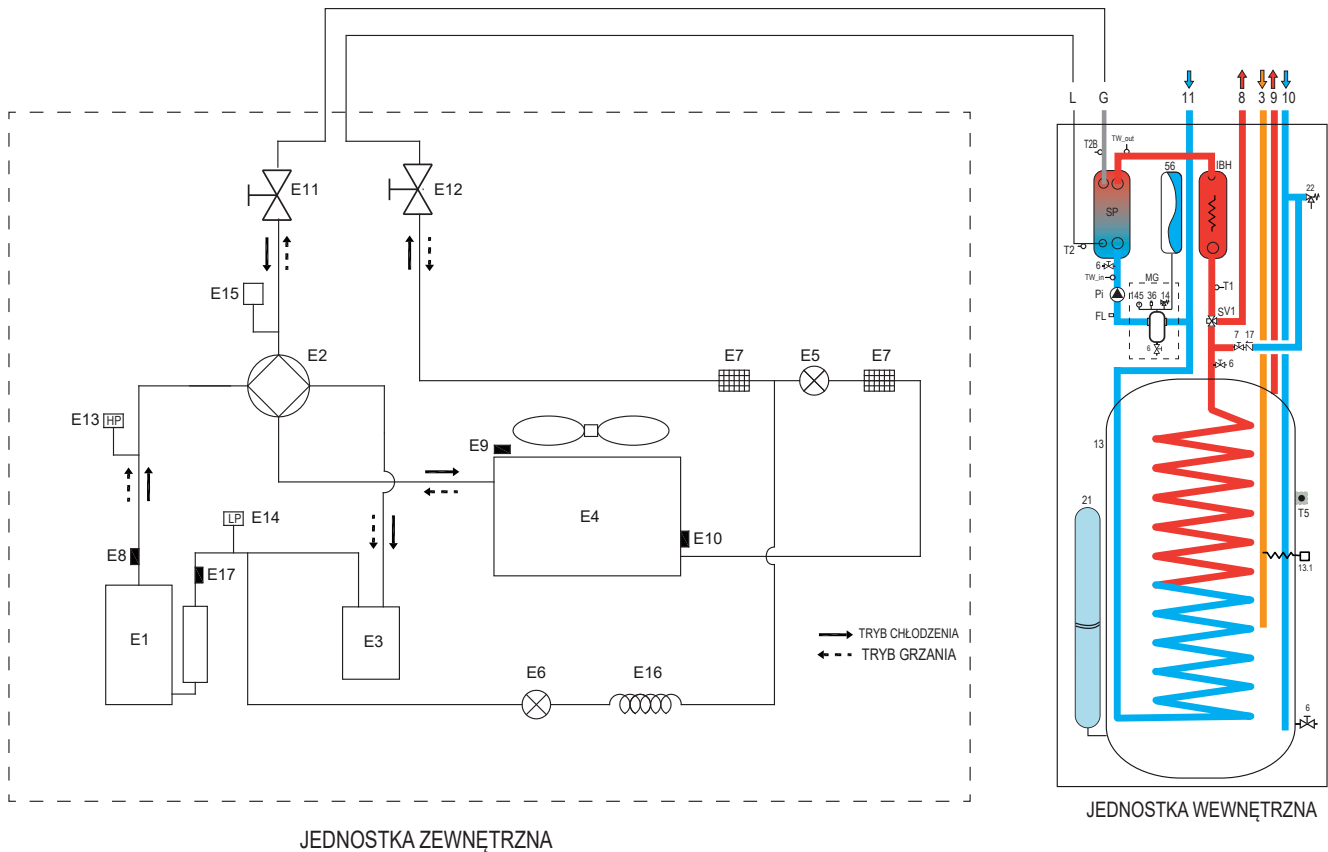 L G 11 8 3 9 10
T2B
TW_out
56
IBH
22
E11
E12
SP
T2
6
TW_in
MG
T1
E15
Pi
145 36 14
SV1
FL
E2
7 17
6
6
E7 E5 E7
E13 HP
E9
13
E4
21
T5
LP E14
E10
E8
E17
13.1
E1
E3
TRYB CHŁODZENIA
TRYB GRZANIA
E6 E16
6
JEDNOSTKA WEWNĘTRZNA
JEDNOSTKA ZEWNĘTRZNA